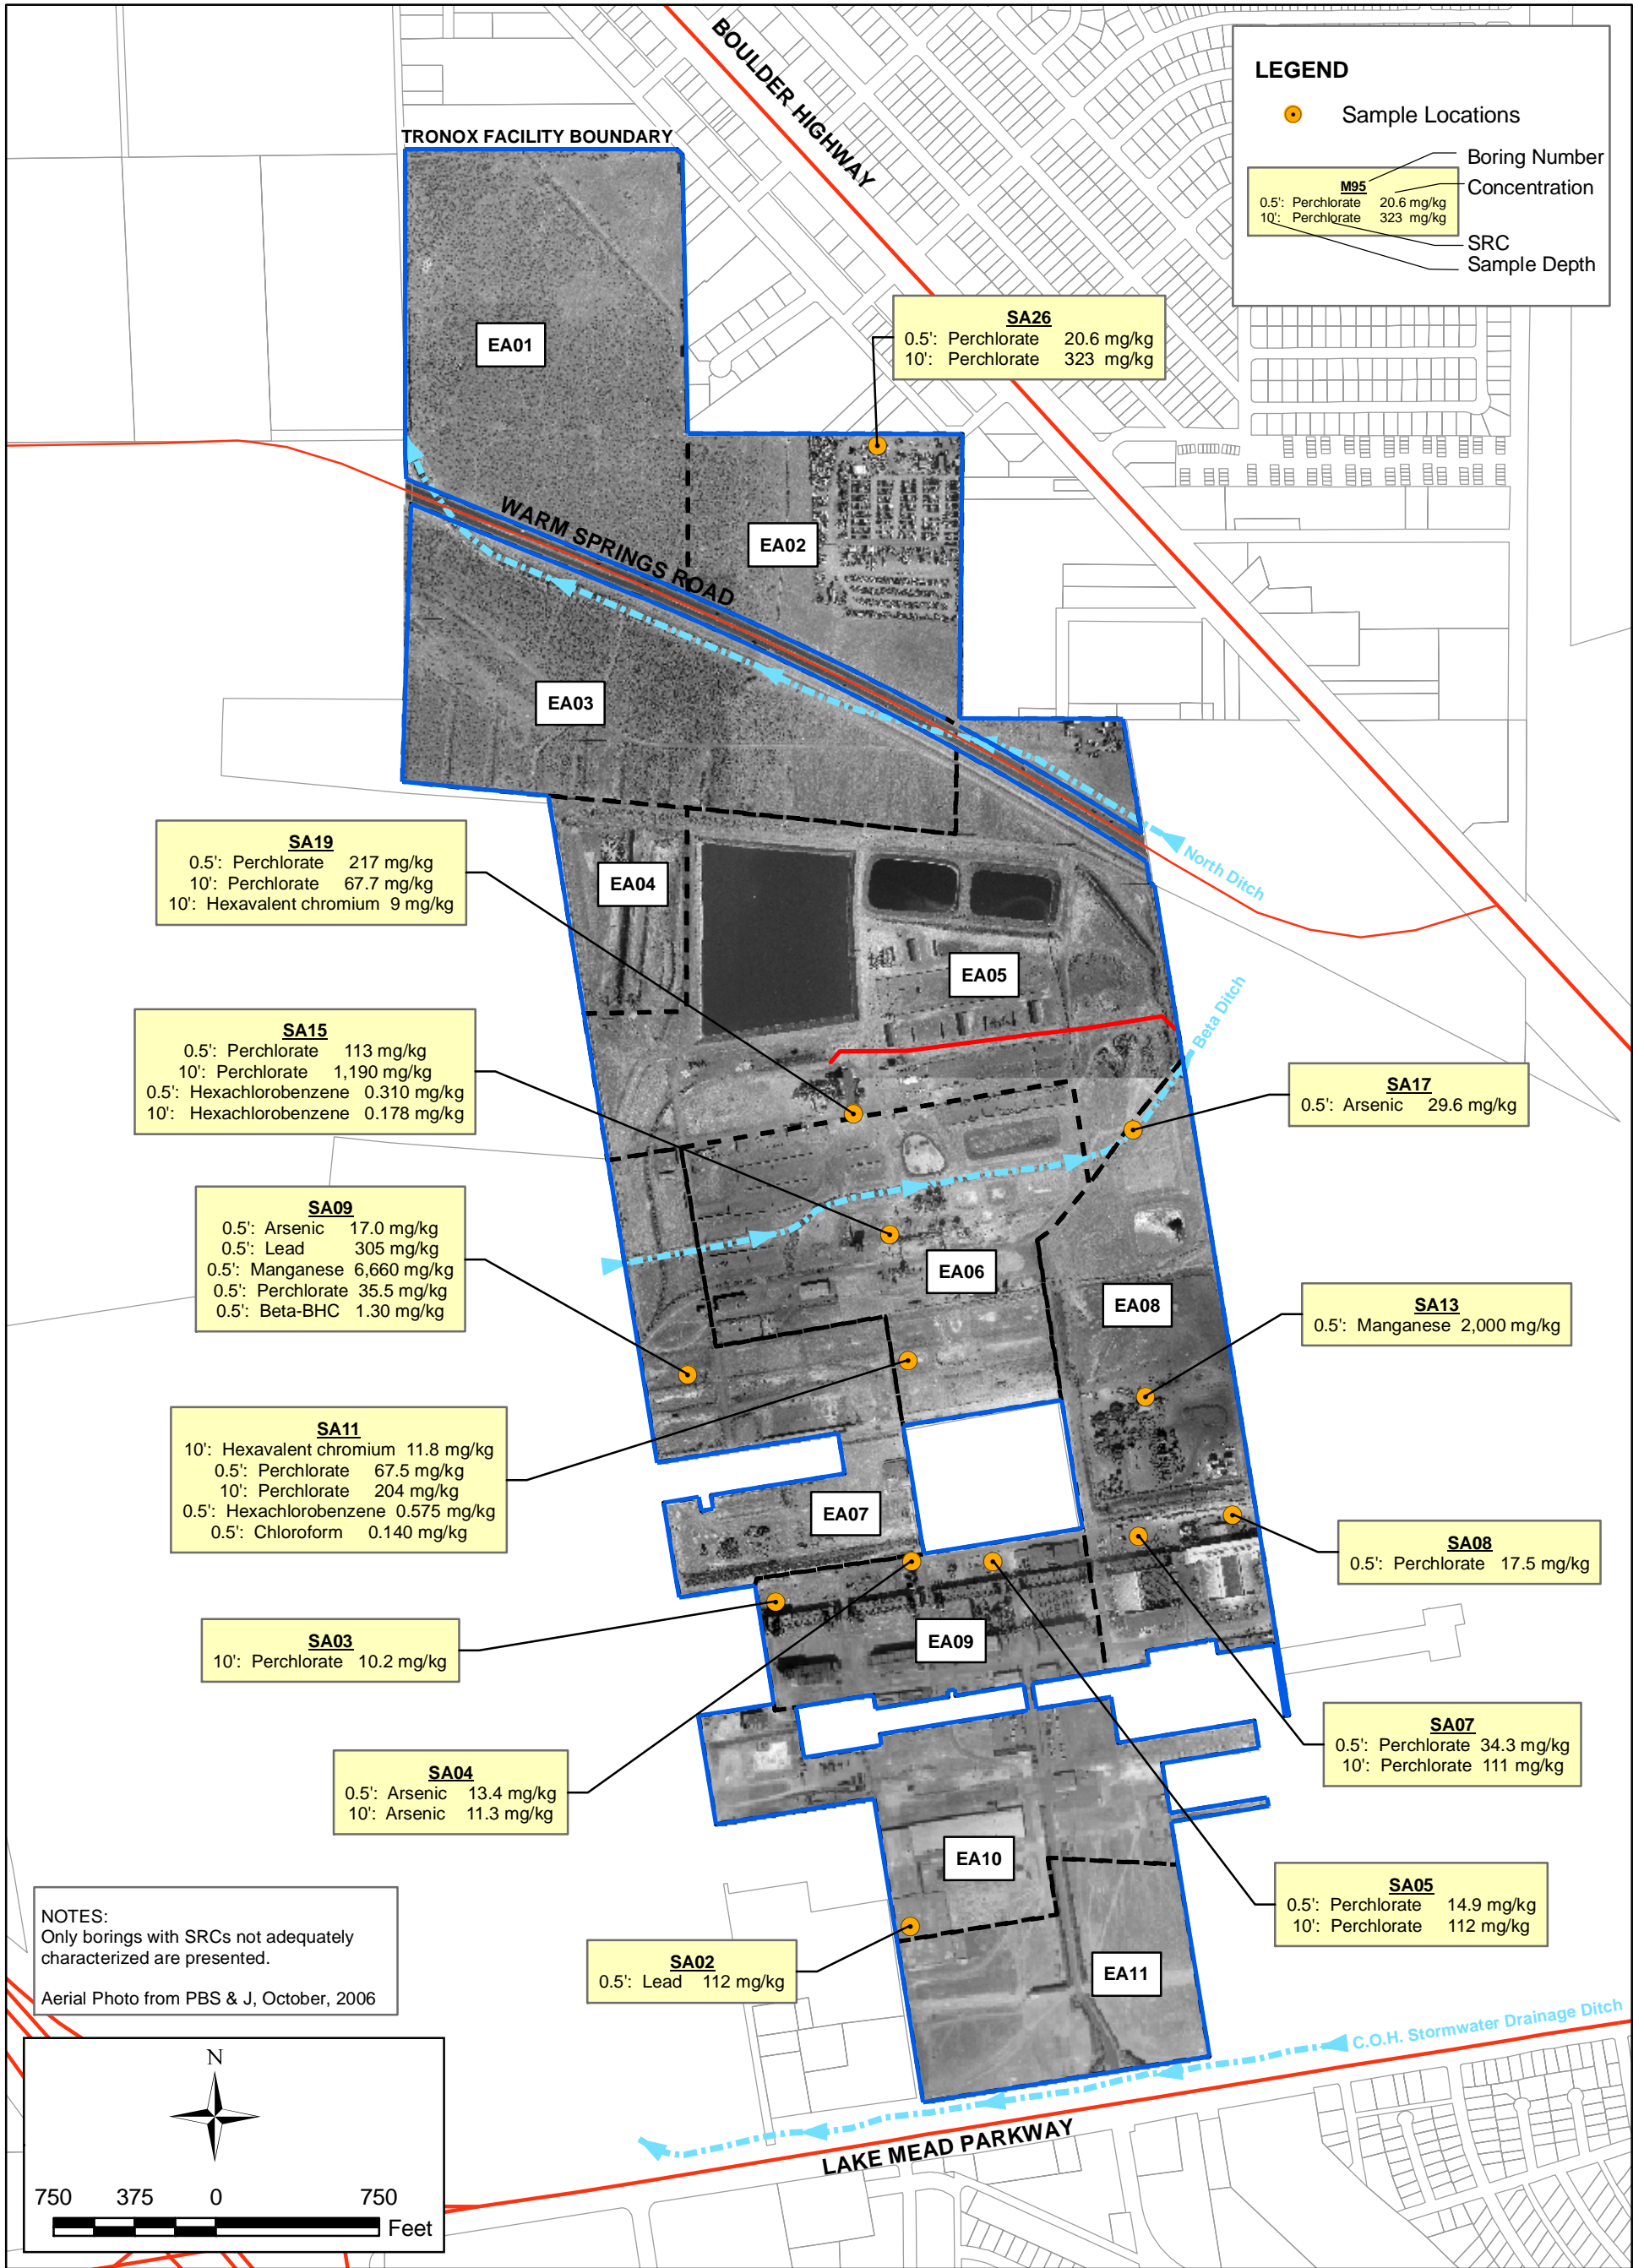 BOULDER HIGHWAY
LEGEND
Sample Locations
Boring Number
Concentration
M95
0.5': Perchlorate 20.6 mg/kg
10': Perchlorate 323 mg/kg
SRC
Sample Depth
TRONOX FACILITY BOUNDARY
SA26
0.5': Perchlorate 20.6 mg/kg
10': Perchlorate 323 mg/kg
EA01
WARM SPRINGS ROAD
EA02
EA03
SA19
0.5': Perchlorate 217 mg/kg
10': Perchlorate 67.7 mg/kg
10': Hexavalent chromium 9 mg/kg
EA04
North Ditch
EA05
Beta Ditch
SA15
0.5': Perchlorate 113 mg/kg
10': Perchlorate 1,190 mg/kg
0.5': Hexachlorobenzene 0.310 mg/kg
10': Hexachlorobenzene 0.178 mg/kg
SA17
0.5': Arsenic 29.6 mg/kg
SA09
0.5': Arsenic 17.0 mg/kg
0.5': Lead 305 mg/kg
0.5': Manganese 6,660 mg/kg
0.5': Perchlorate 35.5 mg/kg
0.5': Beta-BHC 1.30 mg/kg
EA06
EA08
SA13
0.5': Manganese 2,000 mg/kg
SA11
10': Hexavalent chromium 11.8 mg/kg
0.5': Perchlorate 67.5 mg/kg
10': Perchlorate 204 mg/kg
0.5': Hexachlorobenzene 0.575 mg/kg
0.5': Chloroform 0.140 mg/kg
EA07
SA08
0.5': Perchlorate 17.5 mg/kg
SA03
10': Perchlorate 10.2 mg/kg
EA09
SA07
0.5': Perchlorate 34.3 mg/kg
10': Perchlorate 111 mg/kg
SA04
0.5': Arsenic 13.4 mg/kg
10': Arsenic 11.3 mg/kg
EA10
SA05
0.5': Perchlorate 14.9 mg/kg
10': Perchlorate 112 mg/kg
NOTES:
Only borings with SRCs not adequately
characterized are presented.
Aerial Photo from PBS & J, October, 2006
SA02
0.5': Lead 112 mg/kg
EA11
C.O.H. Stormwater Drainage Ditch
LAKE MEAD PARKWAY
N
750 375 0 750
Feet